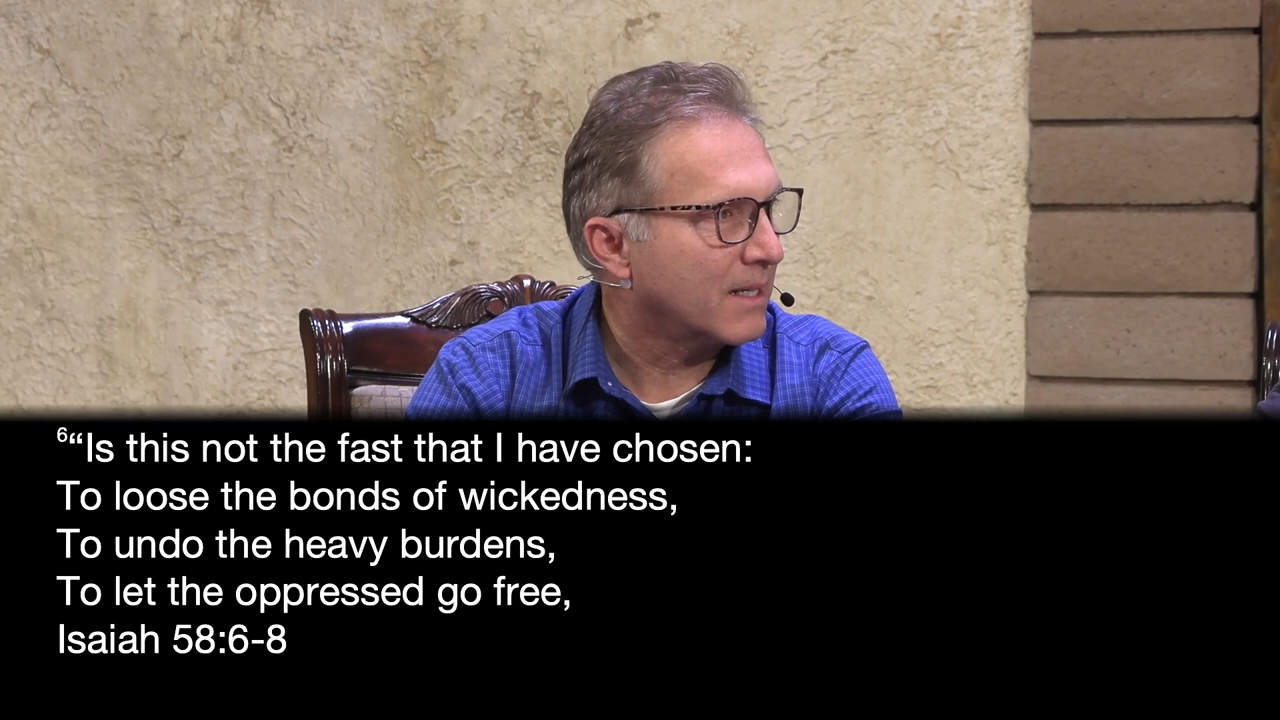 6“Is this not the fast that I have chosen:
To loose the bonds of wickedness,
To undo the heavy burdens,
To let the oppressed go free,
Isaiah 58:6-8